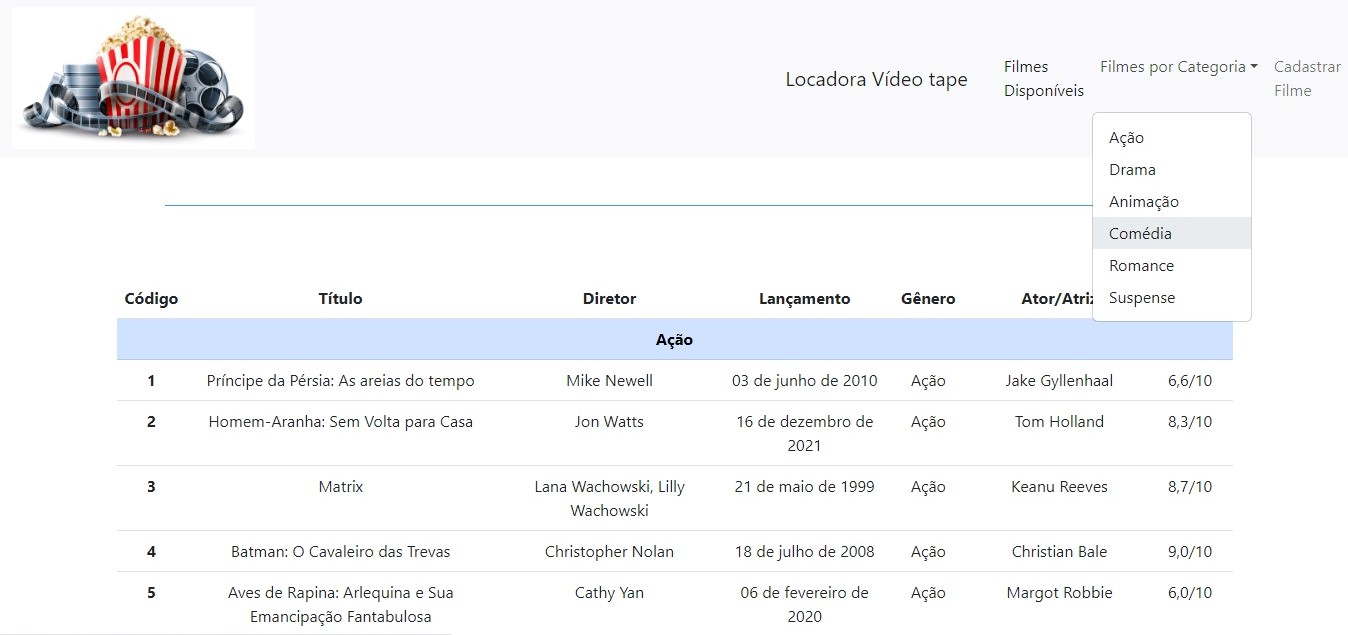 Locadora Vídeo tape
Filmes
Disponíveis
Filmes por Categoria
Cadastrar
Filme
Ação
Drama
Animação
Comédia
Romance
Suspense
Código Título Diretor Lançamento Gênero Ator/Atriz
Ação
1 Príncipe da Pérsia: As areias do tempo Mike Newell 03 de junho de 2010 Ação Jake Gyllenhaal 6,6/10
2 Homem-Aranha: Sem Volta para Casa Jon Watts 16 de dezembro de Ação Tom Holland 8,3/10
2021
3 Matrix Lana Wachowski, Lilly 21 de maio de 1999 Ação Keanu Reeves 8,7/10
Wachowski
4 Batman: O Cavaleiro das Trevas Christopher Nolan 18 de julho de 2008 Ação Christian Bale 9,0/10
5 Aves de Rapina: Arlequina e Sua Cathy Yan 06 de fevereiro de Ação Margot Robbie 6,0/10
Emancipação Fantabulosa 2020